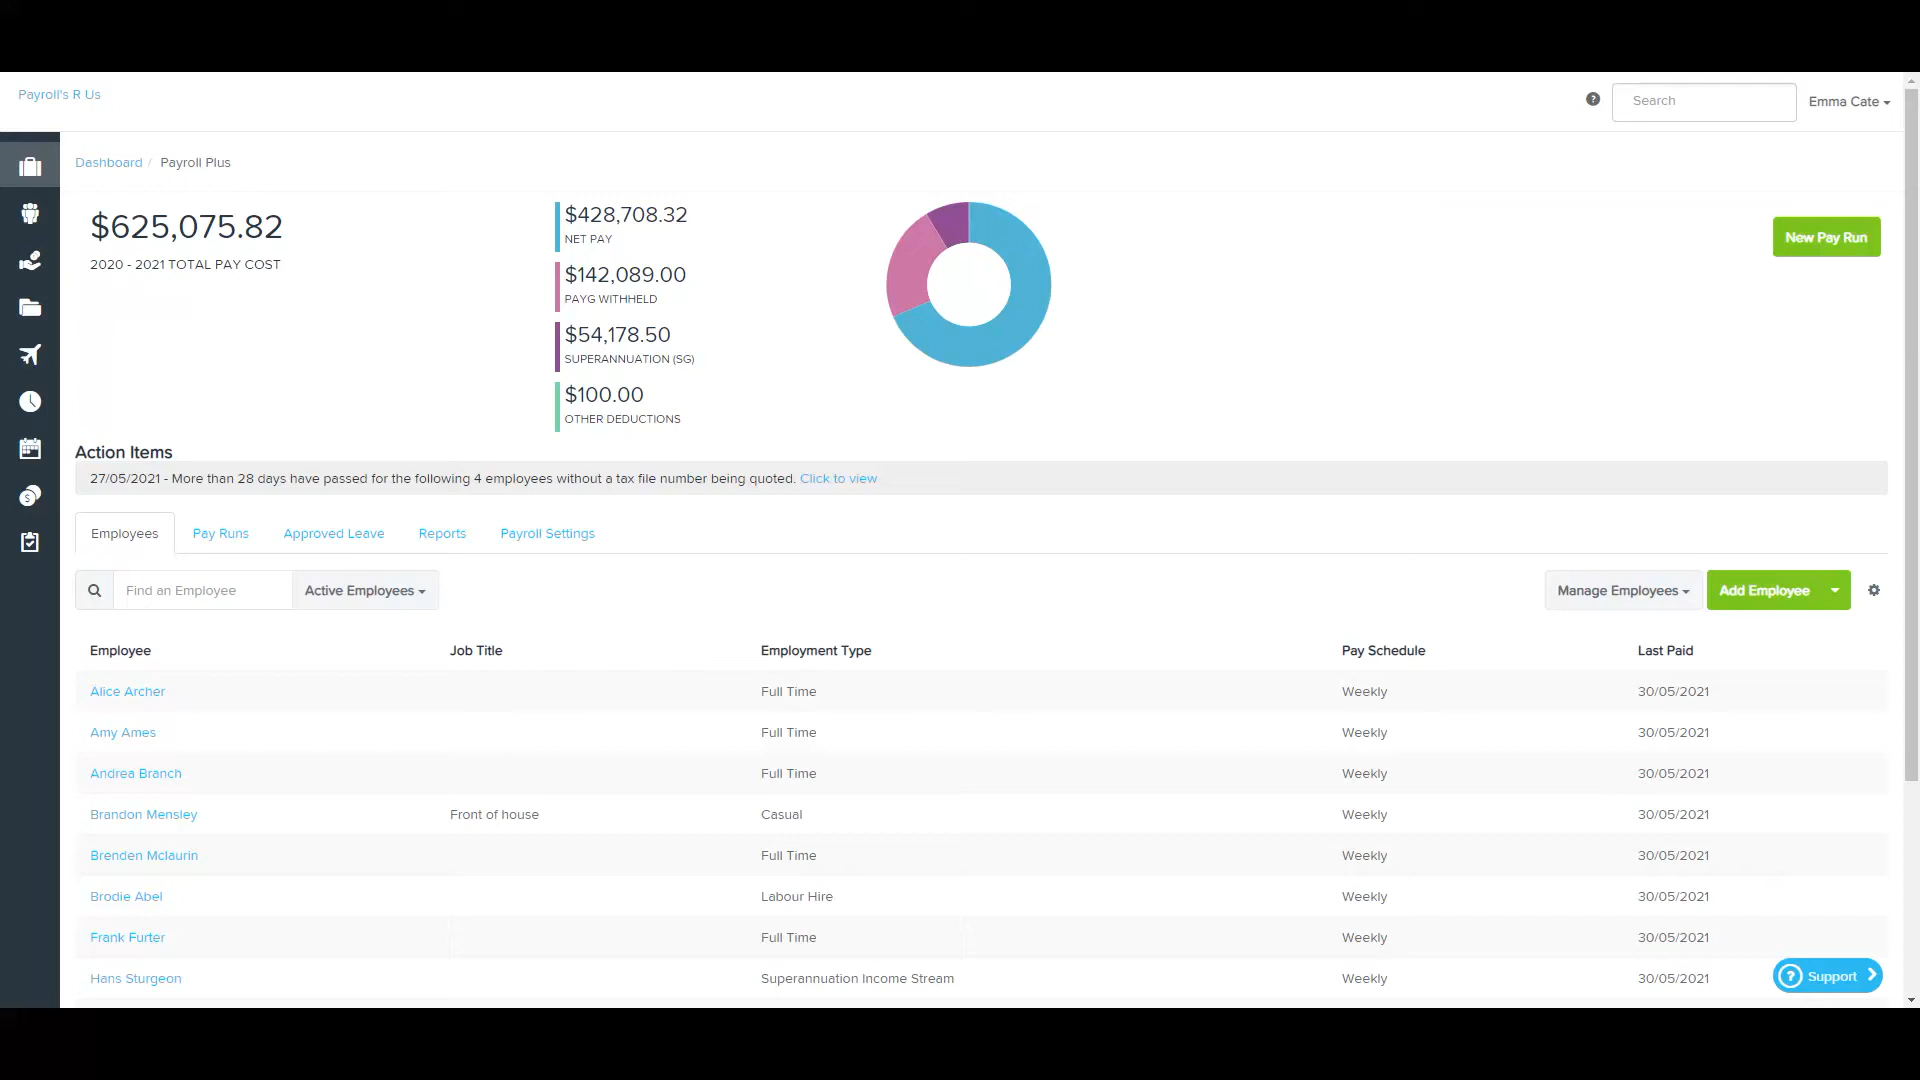 Payroll's R Us
?
Search
Emma Cate
Dashboard / Payroll Plus
$625,075.82
2020 - 2021 TOTAL PAY COST
$428,708.32
NET PAY
$142,089.00
PAYG WITHHELD
$54,178.50
SUPERANNUATION (SG)
$100.00
OTHER DEDUCTIONS
New Pay Run
Action Items
27/05/2021 - More than 28 days have passed for the following 4 employees without a tax file number being quoted. Click to view
Employees Pay Runs Approved Leave Reports Payroll Settings
Find an Employee Active Employees Manage Employees Add Employee
Employee Job Title Employment Type Pay Schedule Last Paid
Alice Archer Full Time Weekly 30/05/2021
Amy Ames Full Time Weekly 30/05/2021
Andrea Branch Full Time Weekly 30/05/2021
Brandon Mensley Front of house Casual Weekly 30/05/2021
Brenden Mclaurin Full Time Weekly 30/05/2021
Brodie Abel Labour Hire Weekly 30/05/2021
Frank Furter Full Time Weekly 30/05/2021
Hans Sturgeon Superannuation Income Stream Weekly 30/05/2021
? Support